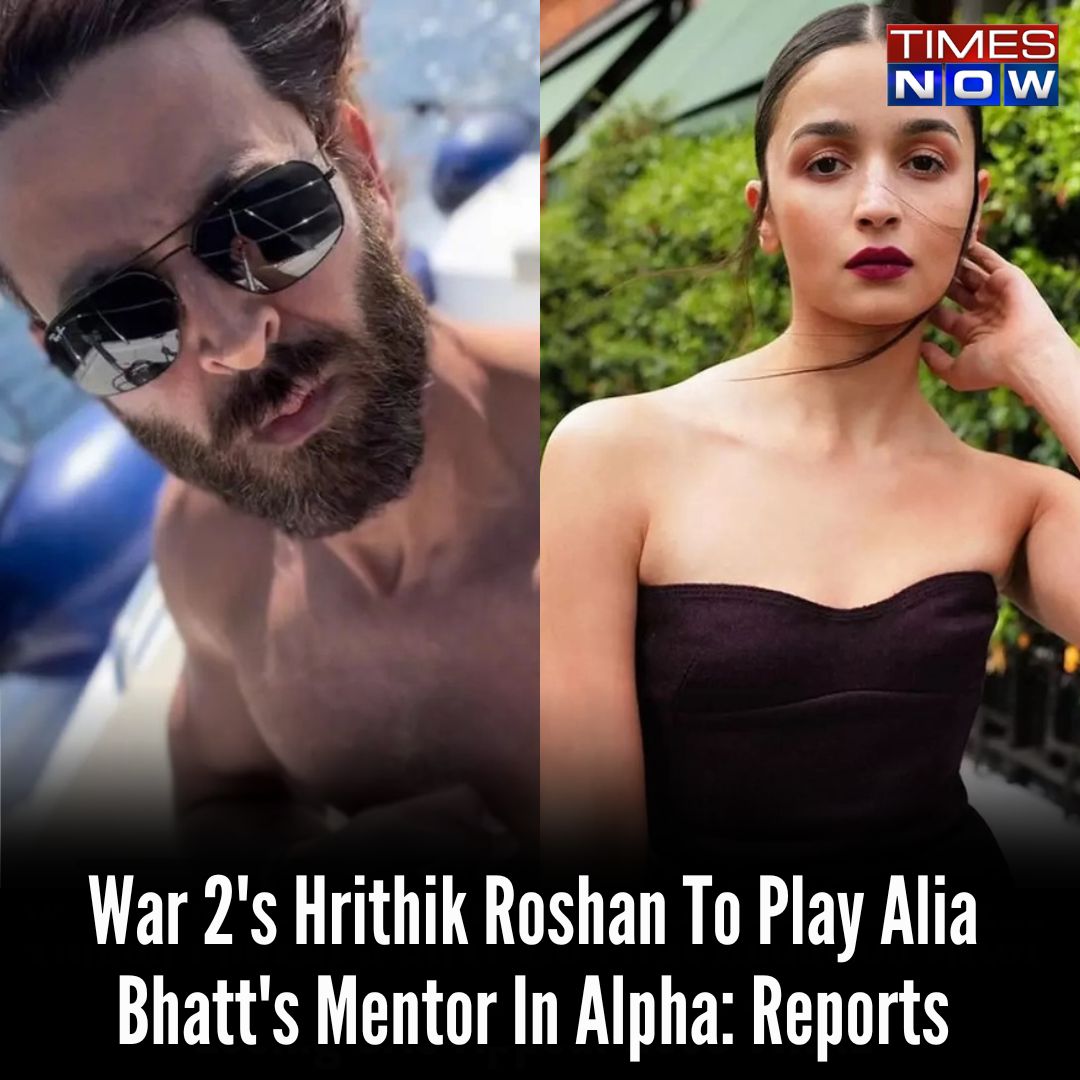 TIMES
NOW
War 2's Hrithik Roshan To Play Alia
Bhatt's Mentor In Alpha: Reports